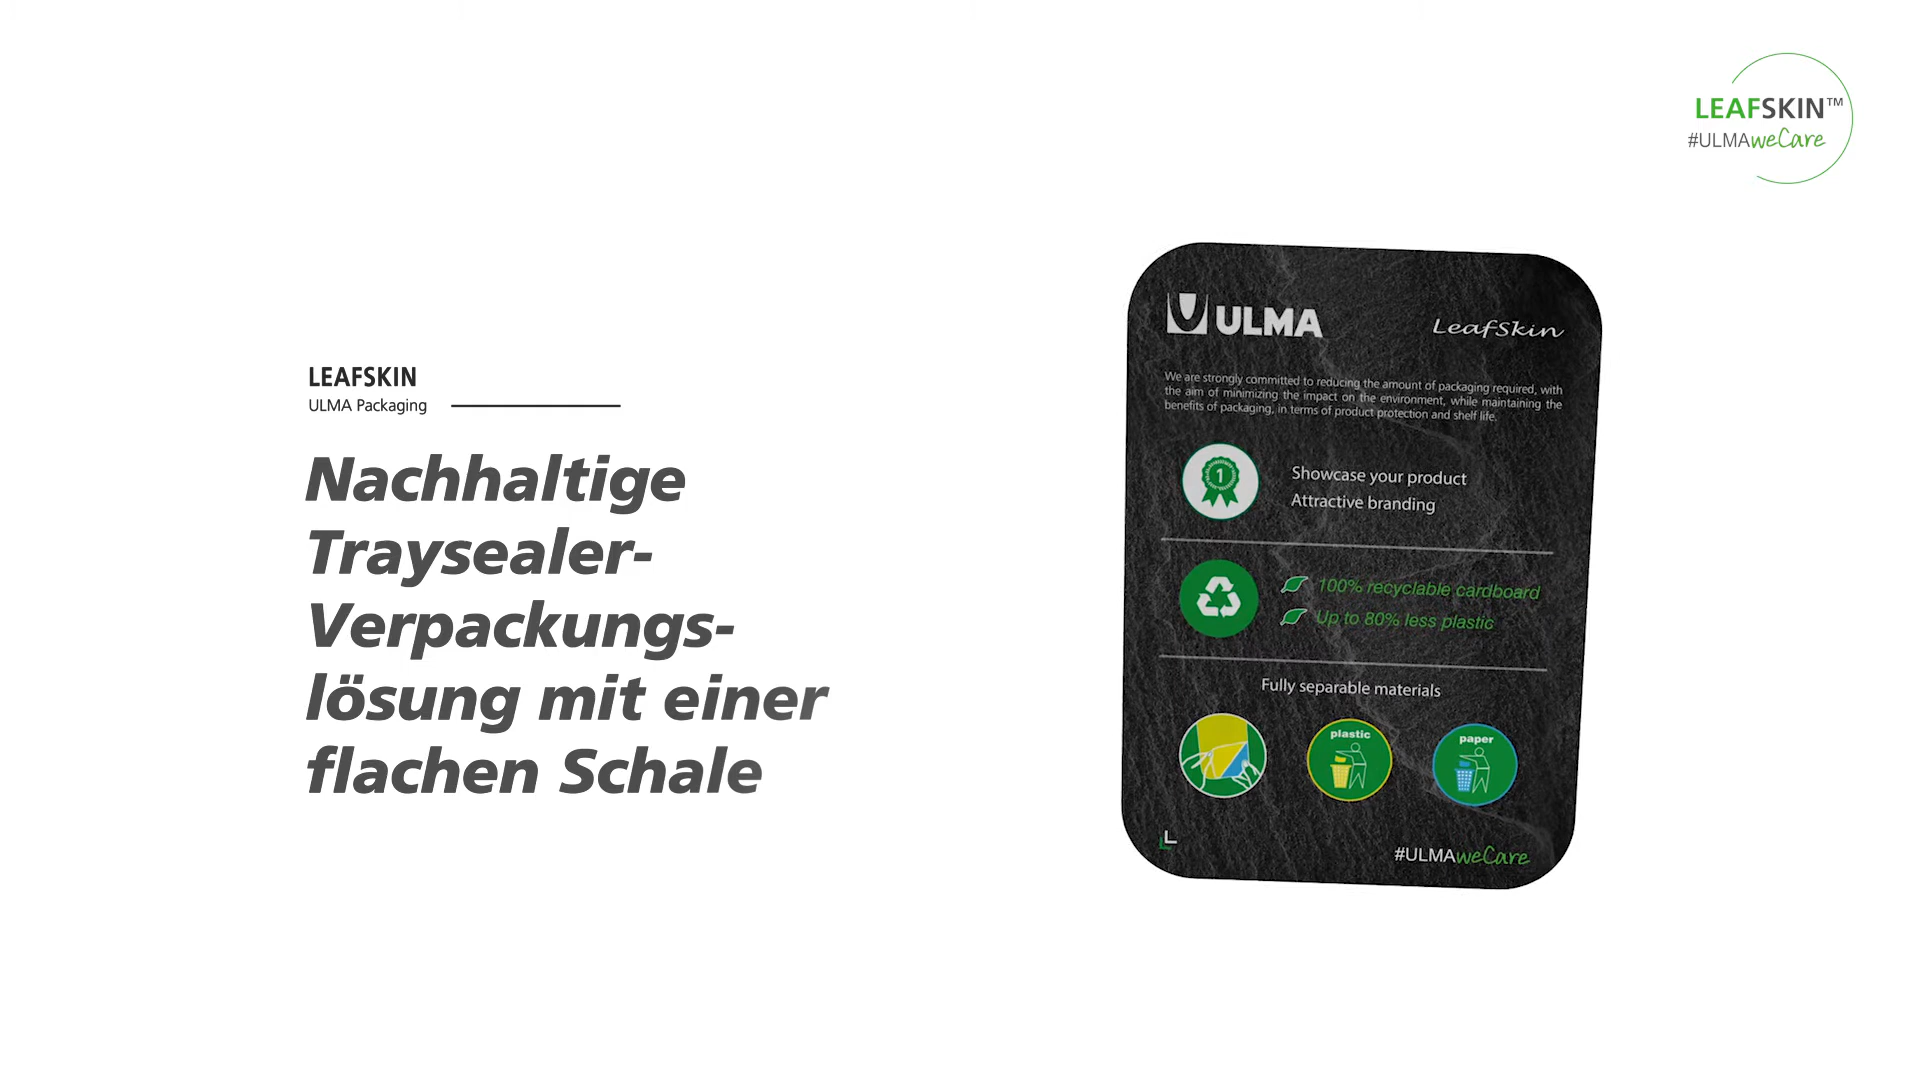 LEAFSKIN™
#ULMAweCare
LEAFSKIN
ULMA Packaging
Nachhaltige
Traysealer-
Verpackungs-
lösung mit einer
flachen Schale
ULMA
LeafSkin
We are strongly committed to reducing the amount of packaging required, with
the aim of minimizing the impact on the environment, while maintaining the
benefits of packaging, in terms of product protection and shelf life.
1
Showcase your product
Attractive branding
100% recyclable cardboard
Up to 80% less plastic
Fully separable materials
plastic
paper
#ULMAweCare